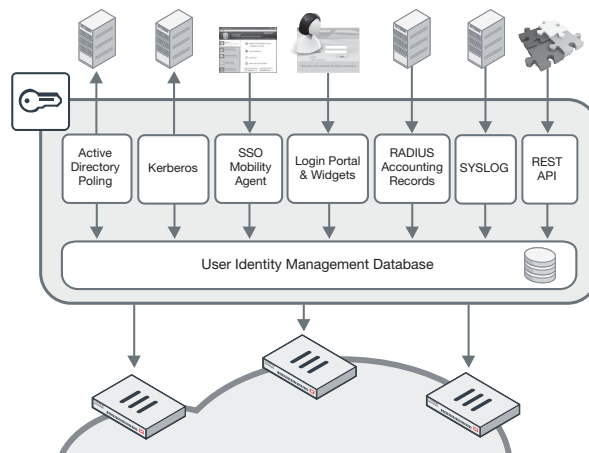 Active
Directory
Poling
Kerberos
SSO
Mobility
Agent
Login Portal
& Widgets
RADIUS
Accounting
Records
SYSLOG
REST
API
User Identity Management Database